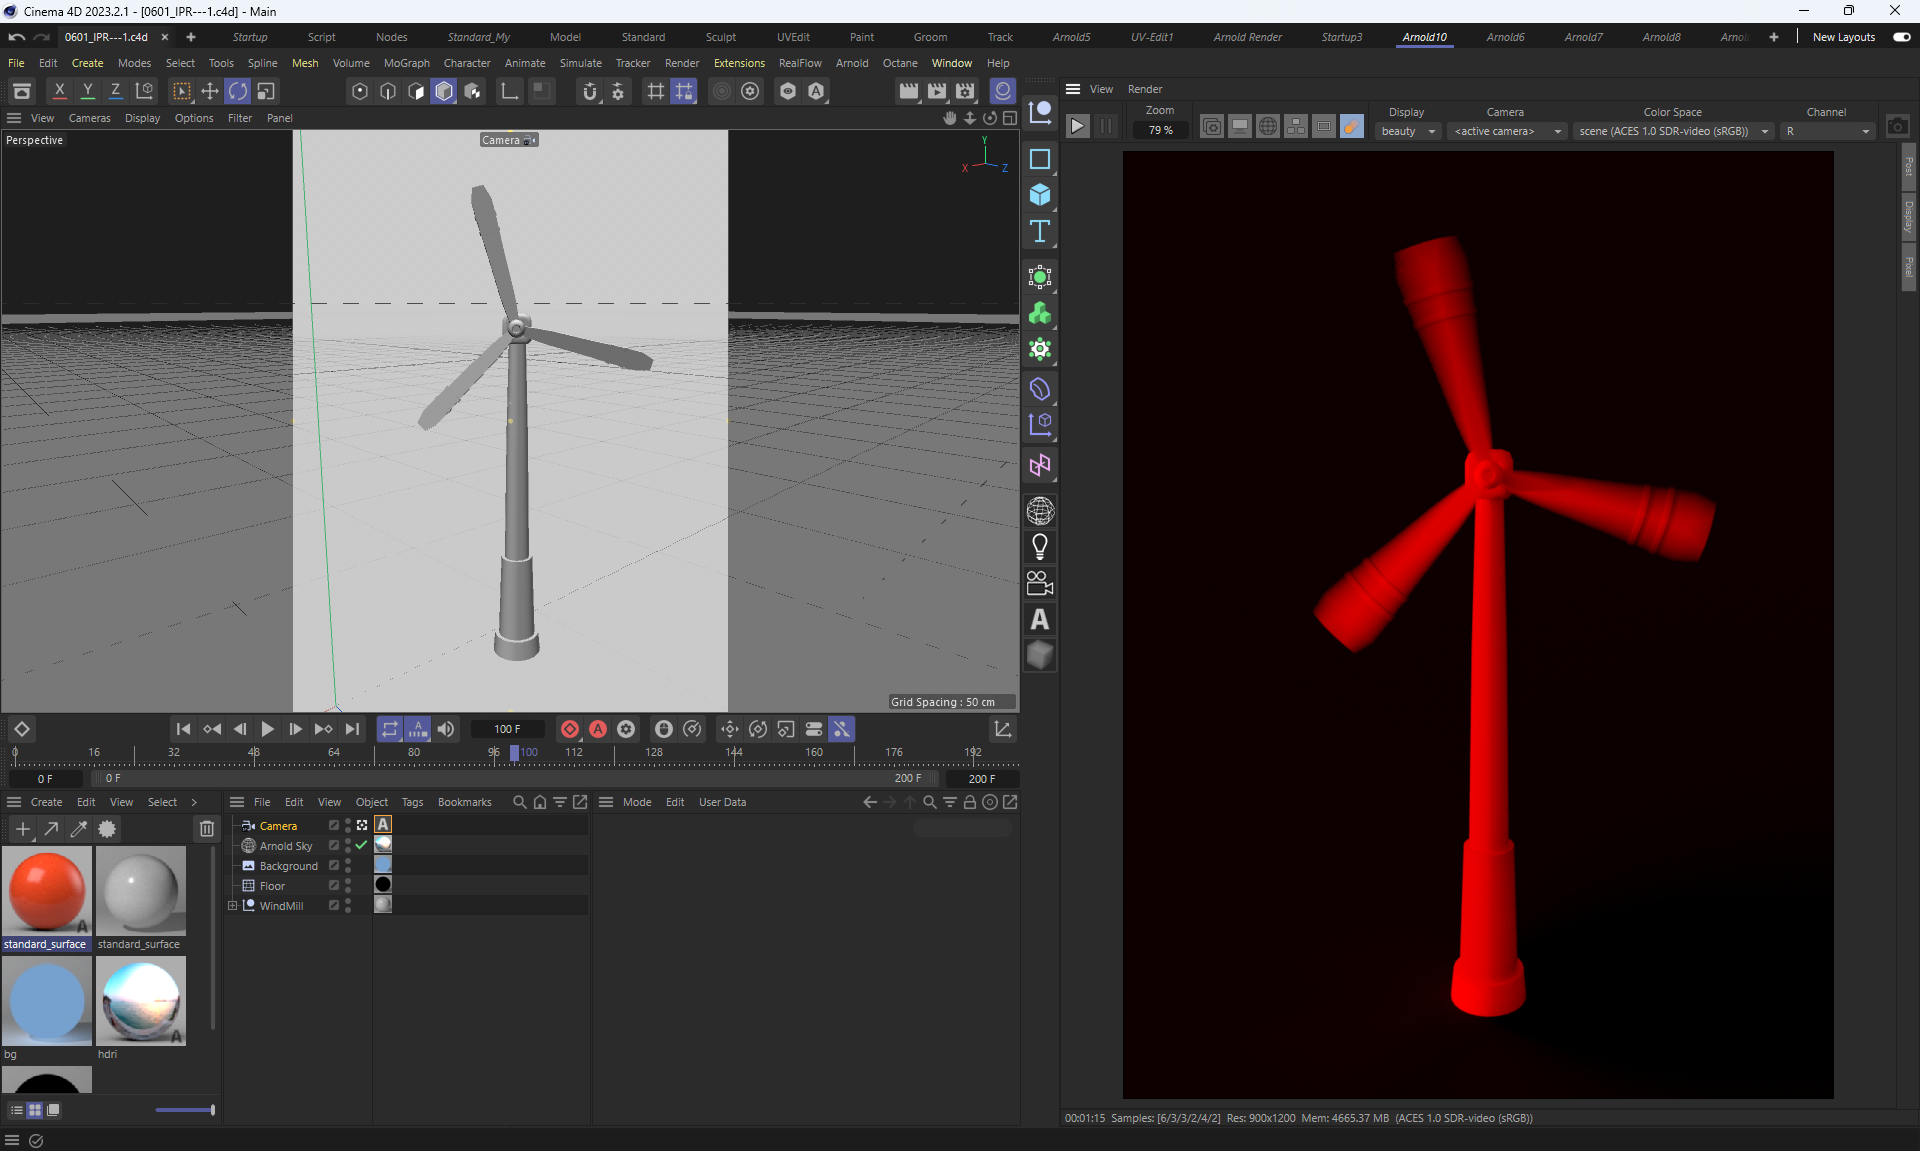 Cinema 4D 2023.2.1 - [0601_IPR---1.c4d] - Main
0601_IPR---1.c4d × + Startup Script Nodes Standard_My Model Standard Sculpt UVEdit Paint Groom Track Arnold5 UV-Edit1 Arnold Render Startup3 Arnold10 Arnold6 Arnold7 Arnold8 + New Layouts
File Edit Create Modes Select Tools Spline Mesh Volume MoGraph Character Animate Simulate Tracker Render Extensions RealFlow Arnold Octane Window Help
X Y Z
View Render
Zoom Display Camera Color Space Channel
79 % beauty <active camera> scene (ACES 1.0 SDR-video (sRGB)) R
View Cameras Display Options Filter Panel
Perspective
Camera
Y
X Z
Post
Display
Pixel
Grid Spacing : 50 cm
100 F
0 16 32 48 64 80 96 100 112 128 144 160 176 192
0 F 0 F 200 F 200 F
Create Edit View Select >
File Edit View Object Tags Bookmarks
Mode Edit User Data
Camera
Arnold Sky
Background
Floor
WindMill
standard_surface standard_surface
bg hdri
00:01:15 Samples: [6/3/3/2/4/2] Res: 900x1200 Mem: 4665.37 MB (ACES 1.0 SDR-video (sRGB))